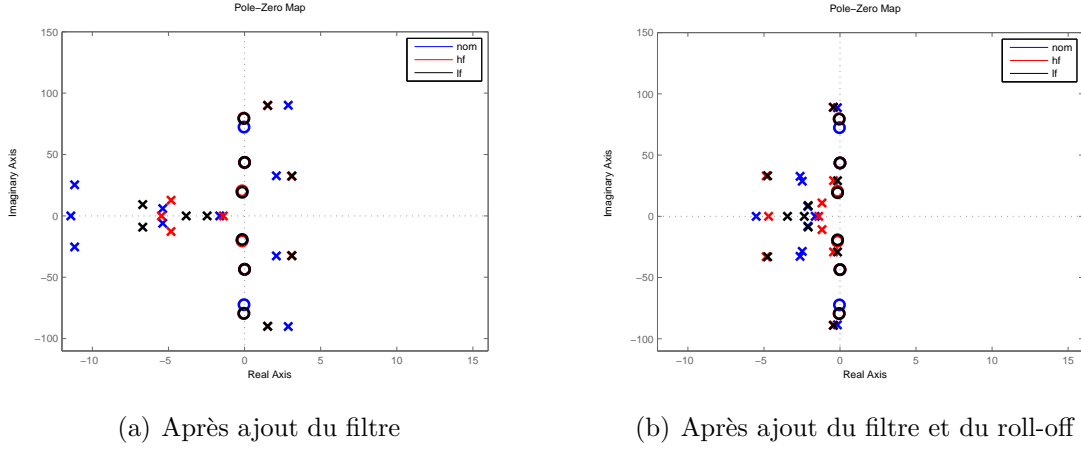 Pole−Zero Map
150
100
50
0
−50
−100
−10
−5
0
5
10
15
Imaginary Axis
Real Axis
nom
hf
lf
(a) Après ajout du filtre
Pole−Zero Map
150
100
50
0
−50
−100
−10
−5
0
5
10
15
Imaginary Axis
Real Axis
nom
hf
lf
(b) Après ajout du filtre et du roll-off